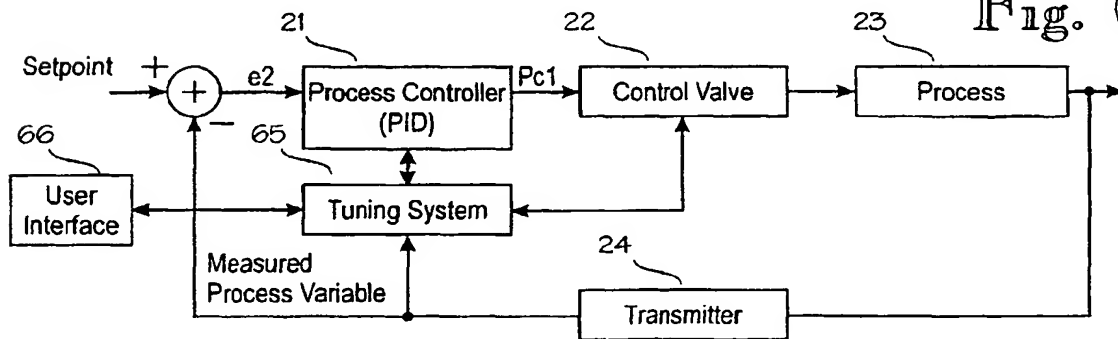 Fig.
21
22
23
Setpoint
+
+
−
e2
Process Controller
(PID)
Pc1
Control Valve
Process
66
65
User
Interface
Tuning System
24
Measured
Process Variable
Transmitter